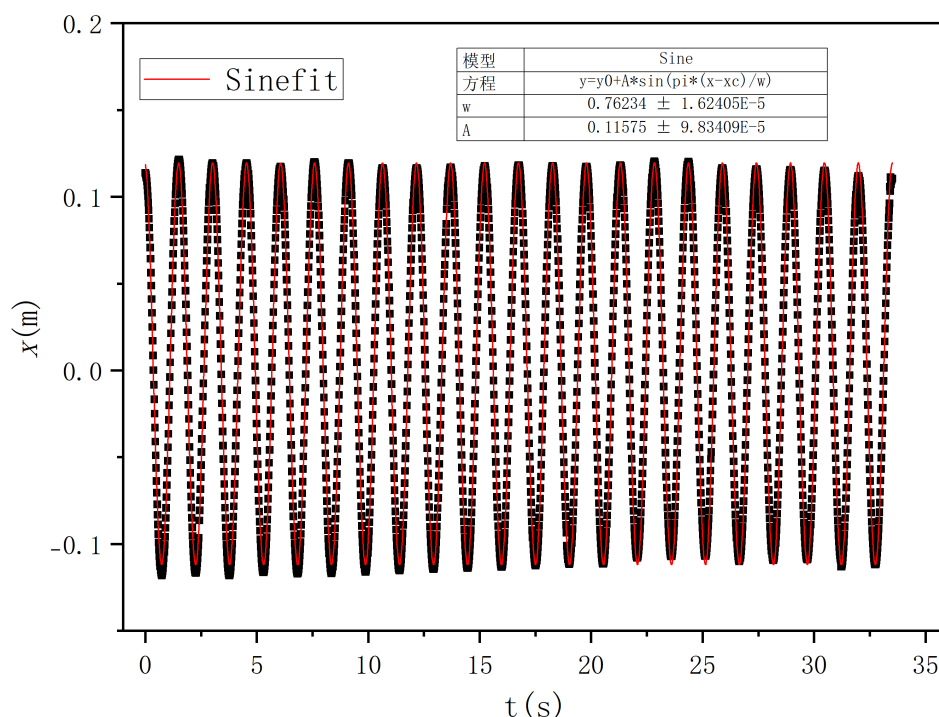 0.2
0.1
0.0
-0.1
x(m)
Sinefit
模型 Sine
方程 y=y0+A*sin(pi*(x-xc)/w)
w 0.76234 ± 1.62405E-5
A 0.11575 ± 9.83409E-5
0 5 10 15 20 25 30 35
t(s)